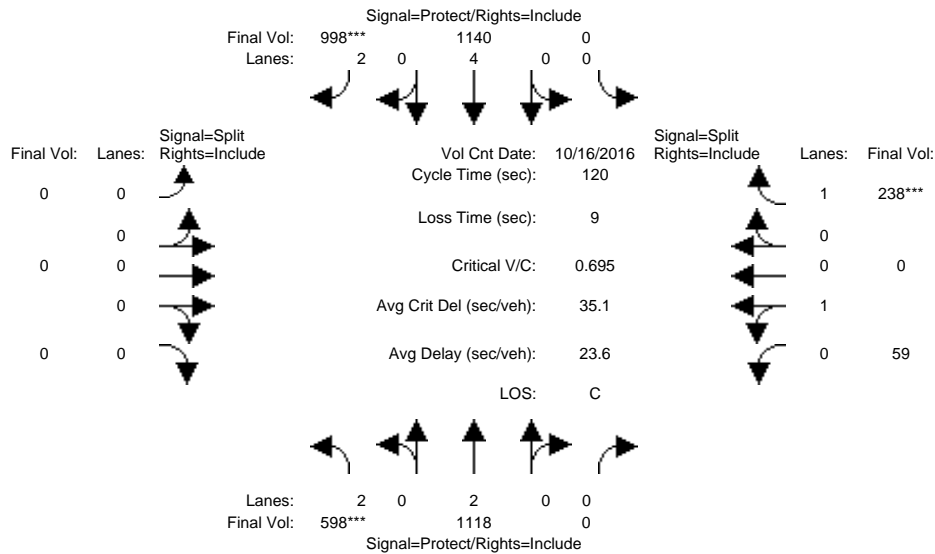 Signal=Protect/Rights=Include
Final Vol: 998*** 1140 0
Lanes: 2 0 4 0 0
Signal=Split
Final Vol: Lanes: Rights=Include
Vol Cnt Date: 10/16/2016
Signal=Split
Rights=Include Lanes: Final Vol:
Cycle Time (sec): 120
0 0
1 238***
Loss Time (sec): 9
0
0
0 0
Critical V/C: 0.695
0 0
0
Avg Crit Del (sec/veh): 35.1
1
0 0
Avg Delay (sec/veh): 23.6
0 59
LOS: C
Lanes: 2 0 2 0 0
Final Vol: 598*** 1118 0
Signal=Protect/Rights=Include